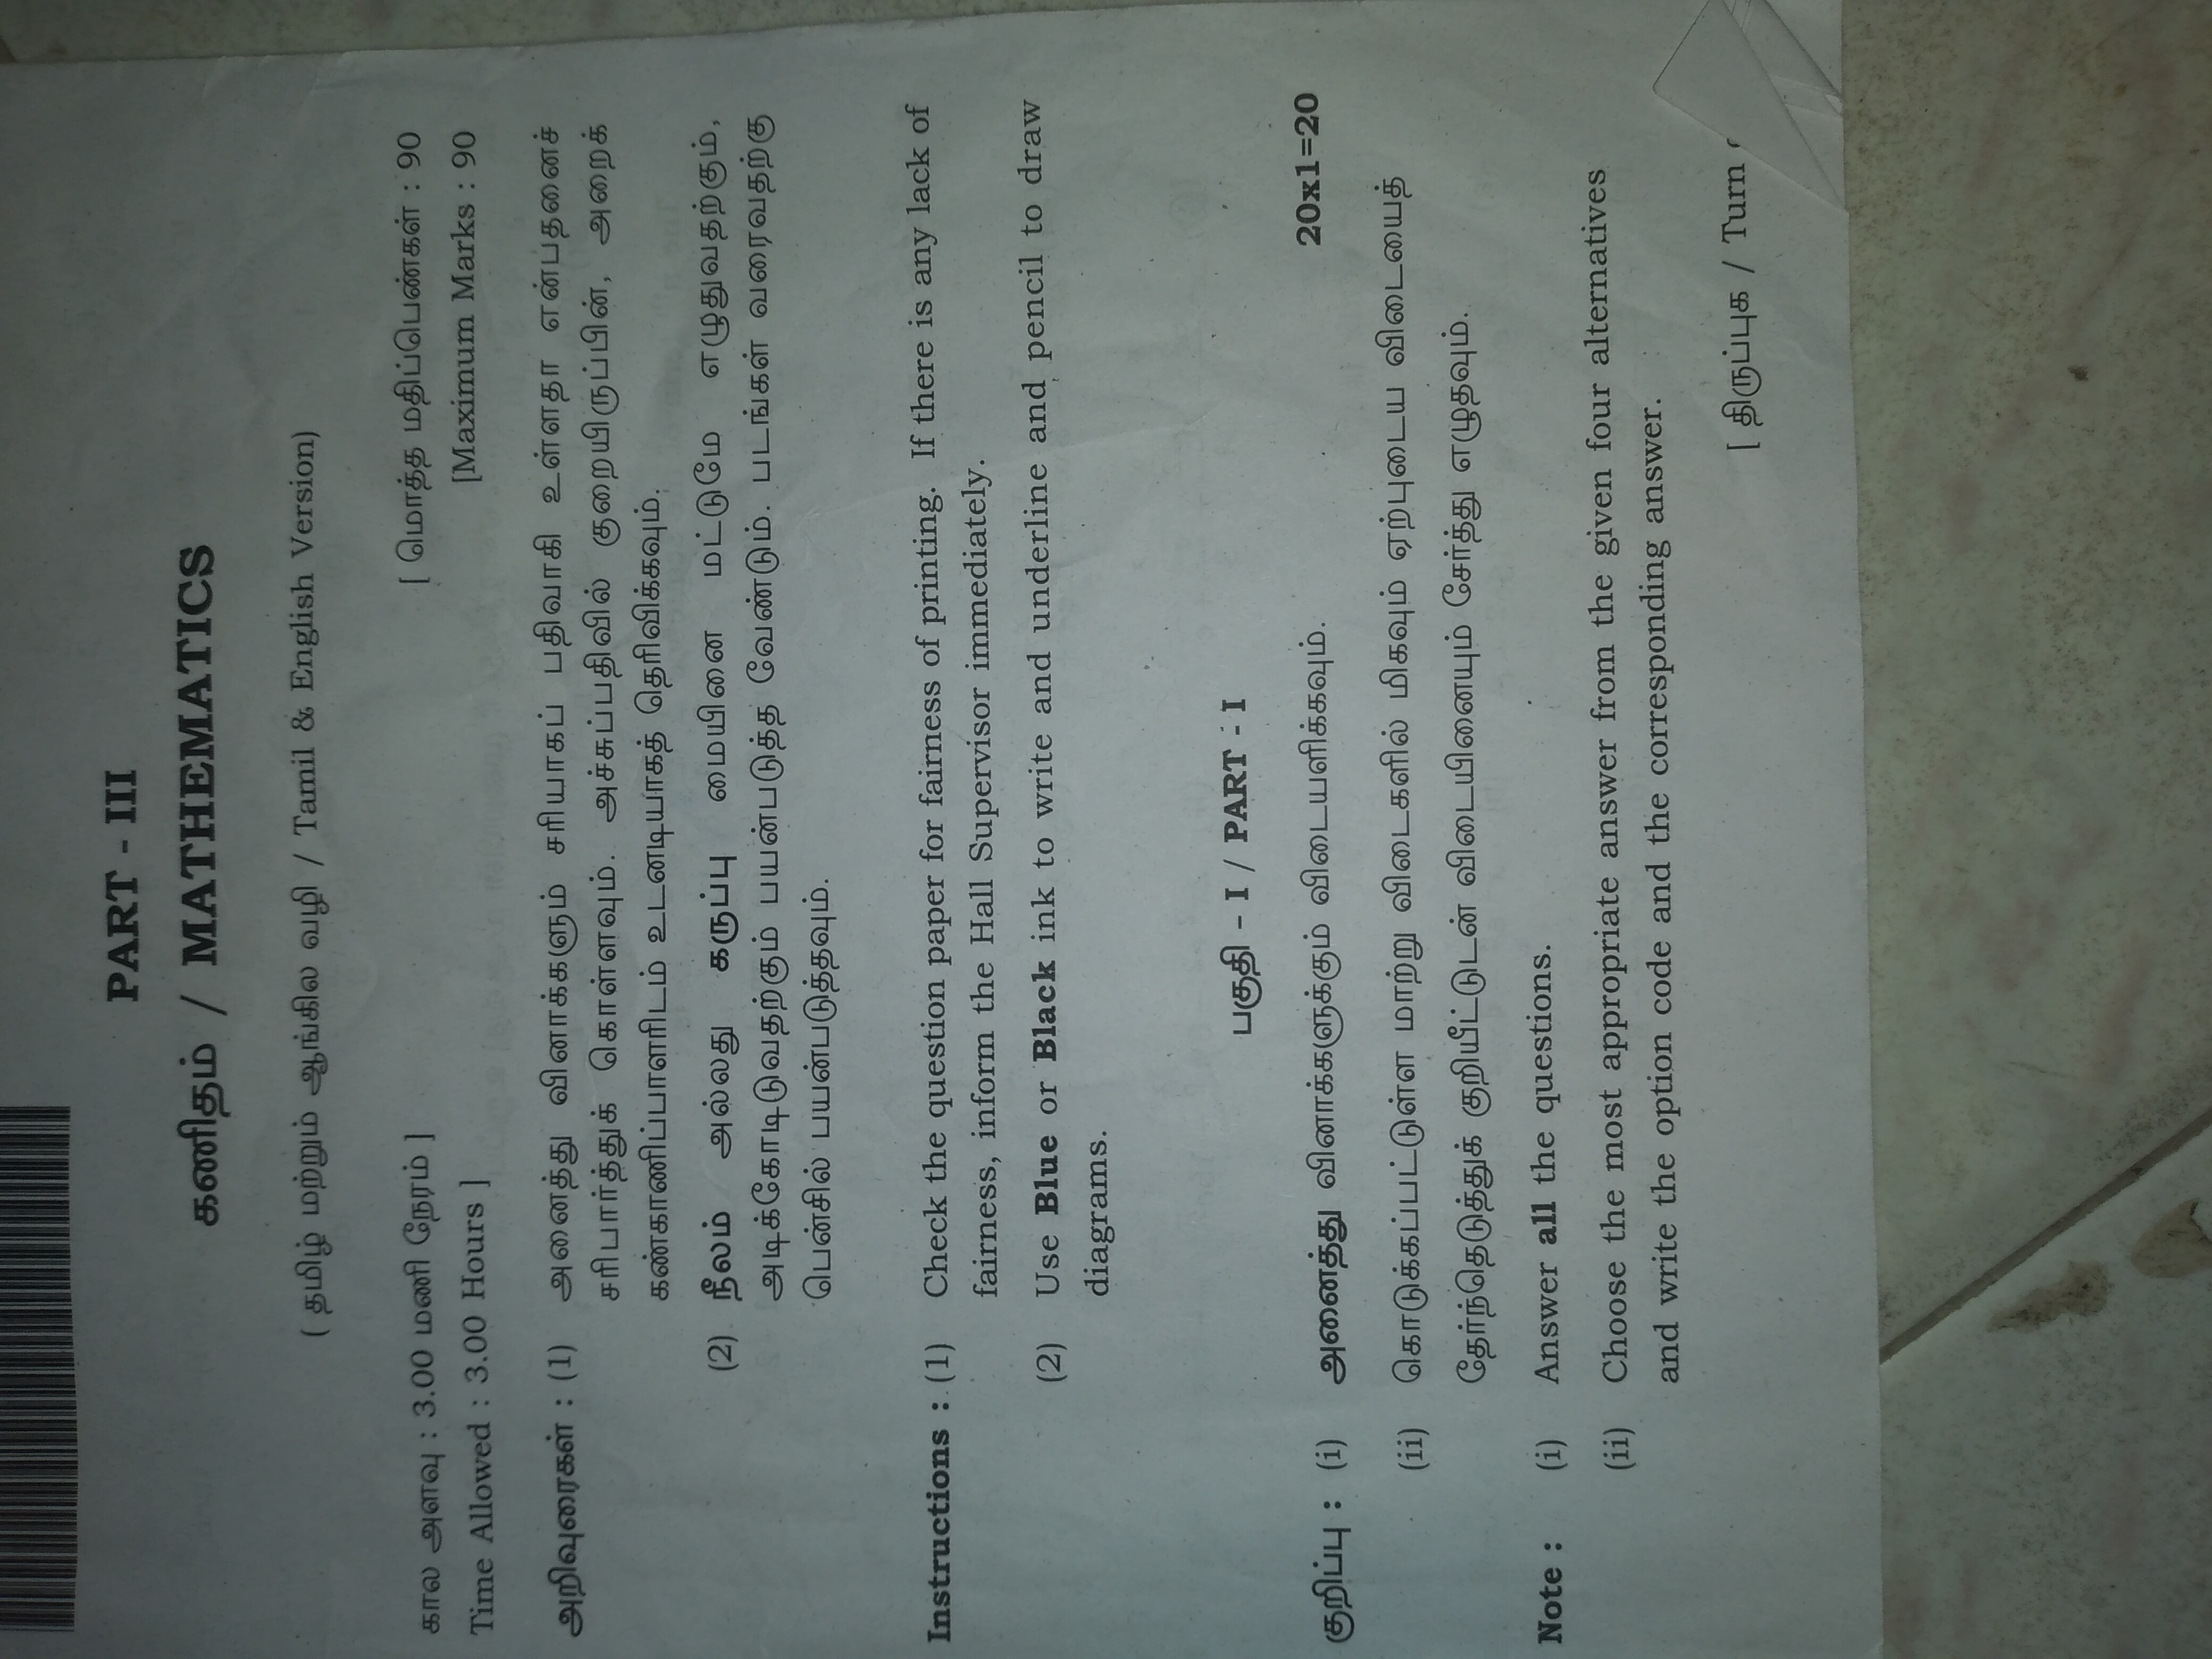 PART - III
கணிதம் / MATHEMATICS
( தமிழ் மற்றும் ஆங்கில வழி / Tamil & English Version)
கால அளவு : 3.00 மணி நேரம் ] [ மொத்த மதிப்பெண்கள் : 90
Time Allowed : 3.00 Hours ] [Maximum Marks : 90
அறிவுரைகள் : (1) அனைத்து வினாக்களும் சரியாகப் பதிவாகி உள்ளதா என்பதனைச்
சரிபார்த்துக் கொள்ளவும். அச்சுப்பதிவில் குறையிருப்பின், அறைக்
கண்காணிப்பாளரிடம் உடனடியாகத் தெரிவிக்கவும்.
(2) நீலம் அல்லது கருப்பு மையினை மட்டுமே எழுதுவதற்கும்,
அடிக்கோடிடுவதற்கும் பயன்படுத்த வேண்டும். படங்கள் வரைவதற்கு
பென்சில் பயன்படுத்தவும்.
Instructions : (1) Check the question paper for fairness of printing. If there is any lack of
fairness, inform the Hall Supervisor immediately.
(2) Use Blue or Black ink to write and underline and pencil to draw
diagrams.
பகுதி - I / PART - I
குறிப்பு : (i) அனைத்து வினாக்களுக்கும் விடையளிக்கவும். 20x1=20
(ii) கொடுக்கப்பட்டுள்ள மாற்று விடைகளில் மிகவும் ஏற்புடைய விடையைத்
தேர்ந்தெடுத்துக் குறியீட்டுடன் விடையினையும் சேர்த்து எழுதவும்.
Note : (i) Answer all the questions.
(ii) Choose the most appropriate answer from the given four alternatives
and write the option code and the corresponding answer.
[ திருப்புக / Turn